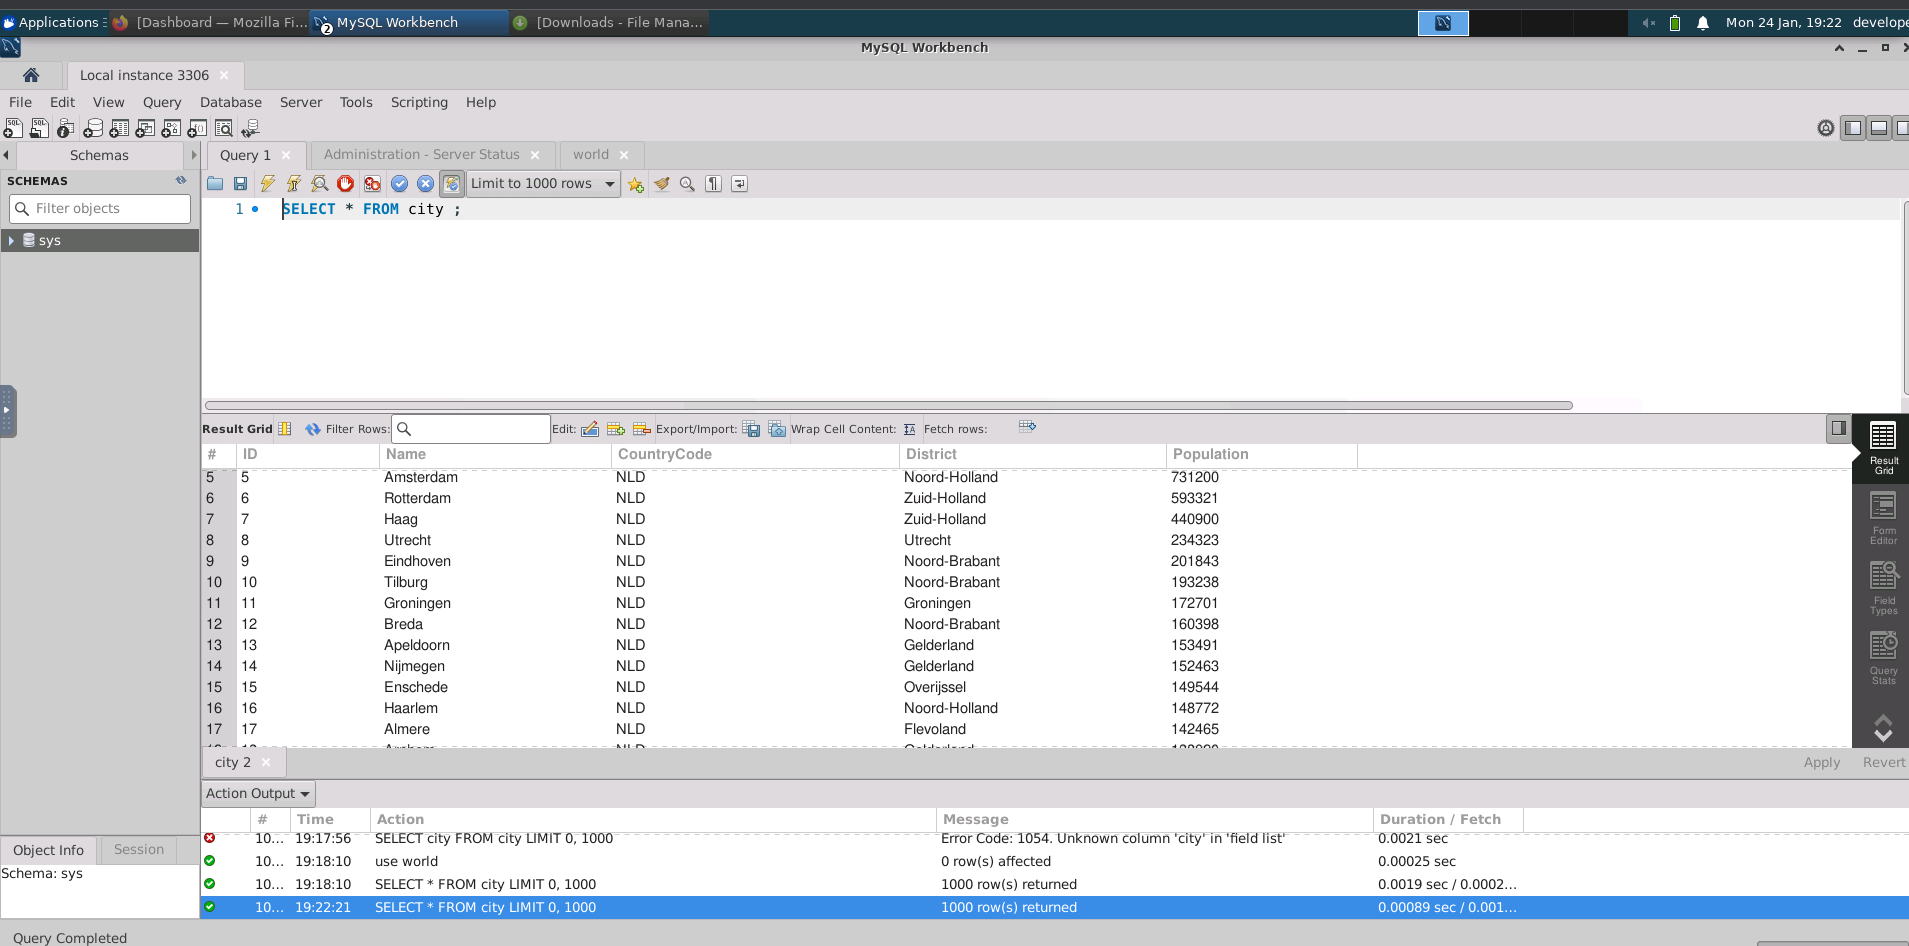 Applications
[Dashboard — Mozilla Fi...
2
MySQL Workbench
[Downloads - File Mana...
Mon 24 Jan, 19:22 develope
MySQL Workbench
Local instance 3306
File Edit View Query Database Server Tools Scripting Help
Schemas
Query 1
Administration - Server Status
world
SCHEMAS
Limit to 1000 rows
Filter objects
1 SELECT * FROM city ;
sys
Result Grid Filter Rows: Edit: Export/Import: Wrap Cell Content: Fetch rows:
# ID Name CountryCode District Population
5 5 Amsterdam NLD Noord-Holland 731200
6 6 Rotterdam NLD Zuid-Holland 593321
7 7 Haag NLD Zuid-Holland 440900
8 8 Utrecht NLD Utrecht 234323
9 9 Eindhoven NLD Noord-Brabant 201843
10 10 Tilburg NLD Noord-Brabant 193238
11 11 Groningen NLD Groningen 172701
12 12 Breda NLD Noord-Brabant 160398
13 13 Apeldoorn NLD Gelderland 153491
14 14 Nijmegen NLD Gelderland 152463
15 15 Enschede NLD Overijssel 149544
16 16 Haarlem NLD Noord-Holland 148772
17 17 Almere NLD Flevoland 142465
Result
Grid
Form
Editor
Field
Types
Query
Stats
city 2
Apply Revert
Action Output
# Time Action Message Duration / Fetch
10... 19:17:56 SELECT city FROM city LIMIT 0, 1000 Error Code: 1054. Unknown column 'city' in 'field list' 0.0021 sec
10... 19:18:10 use world 0 row(s) affected 0.00025 sec
10... 19:18:10 SELECT * FROM city LIMIT 0, 1000 1000 row(s) returned 0.0019 sec / 0.0002...
10... 19:22:21 SELECT * FROM city LIMIT 0, 1000 1000 row(s) returned 0.00089 sec / 0.001...
Object Info Session
Schema: sys
Query Completed